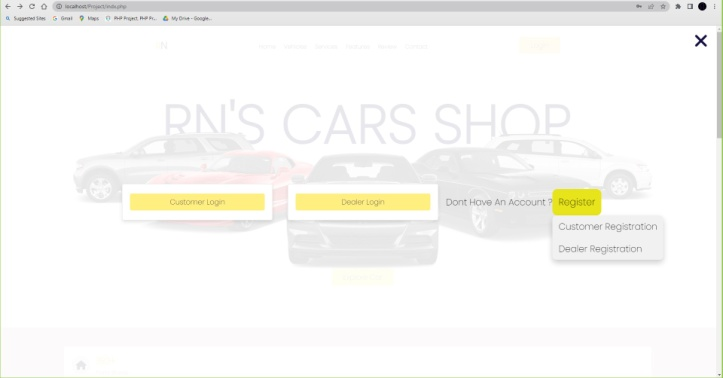 localhost/Project/index.php
Suggested Sites
Gmail
Maps
PHP Project, PHP Pr...
My Drive - Google...
RN'S CARS SHOP
Customer Login
Dealer Login
Dont Have An Account ? Register
Customer Registration
Dealer Registration